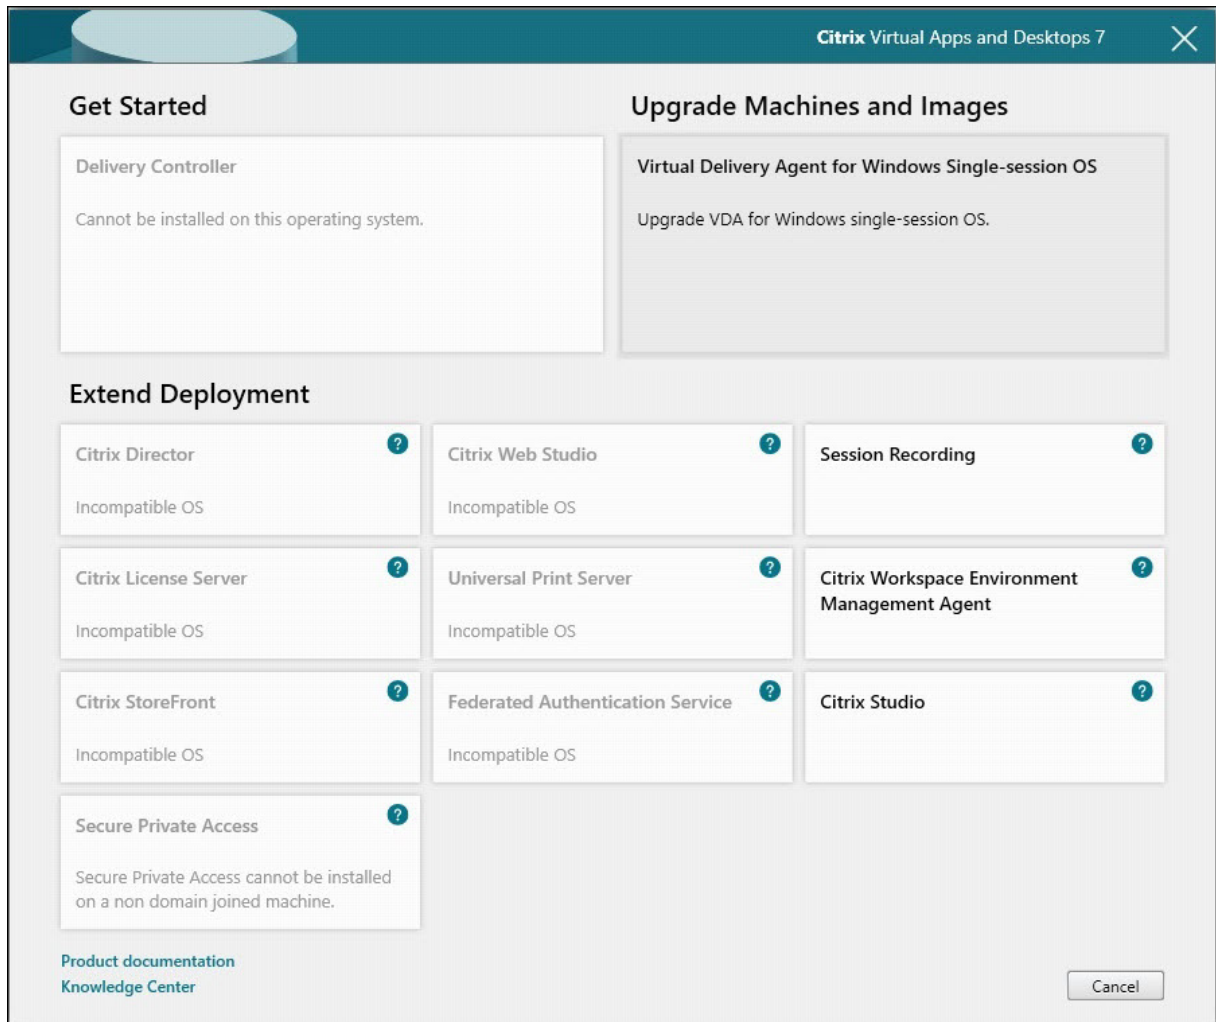 Citrix Virtual Apps and Desktops 7
Get Started
Delivery Controller
Cannot be installed on this operating system.
Upgrade Machines and Images
Virtual Delivery Agent for Windows Single-session OS
Upgrade VDA for Windows single-session OS.
Extend Deployment
Citrix Director
?
Incompatible OS
Citrix Web Studio
?
Incompatible OS
Session Recording
?
Citrix License Server
?
Incompatible OS
Universal Print Server
?
Incompatible OS
Citrix Workspace Environment
Management Agent
?
Citrix StoreFront
?
Incompatible OS
Federated Authentication Service
?
Incompatible OS
Citrix Studio
?
Secure Private Access
?
Secure Private Access cannot be installed
on a non domain joined machine.
Product documentation
Knowledge Center
Cancel